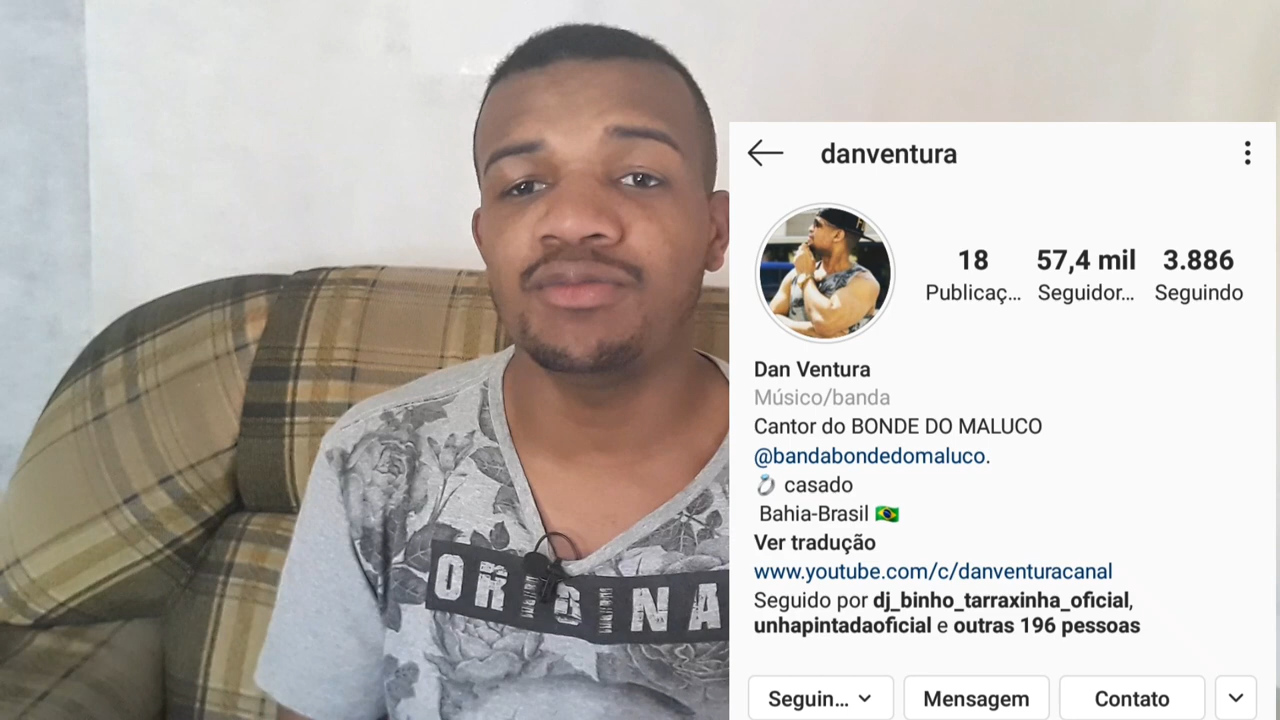 danventura
18
57,4 mil
3.886
Publicaç...
Seguidor...
Seguindo
Dan Ventura
Músico/banda
Cantor do BONDE DO MALUCO
@bandabondedomaluco.
casado
Bahia-Brasil
Ver tradução
www.youtube.com/c/danventuracanal
Seguido por dj_binho_tarraxinha_oficial,
unhapintadaoficial e outras 196 pessoas
Seguin...
Mensagem
Contato
ORIGINA